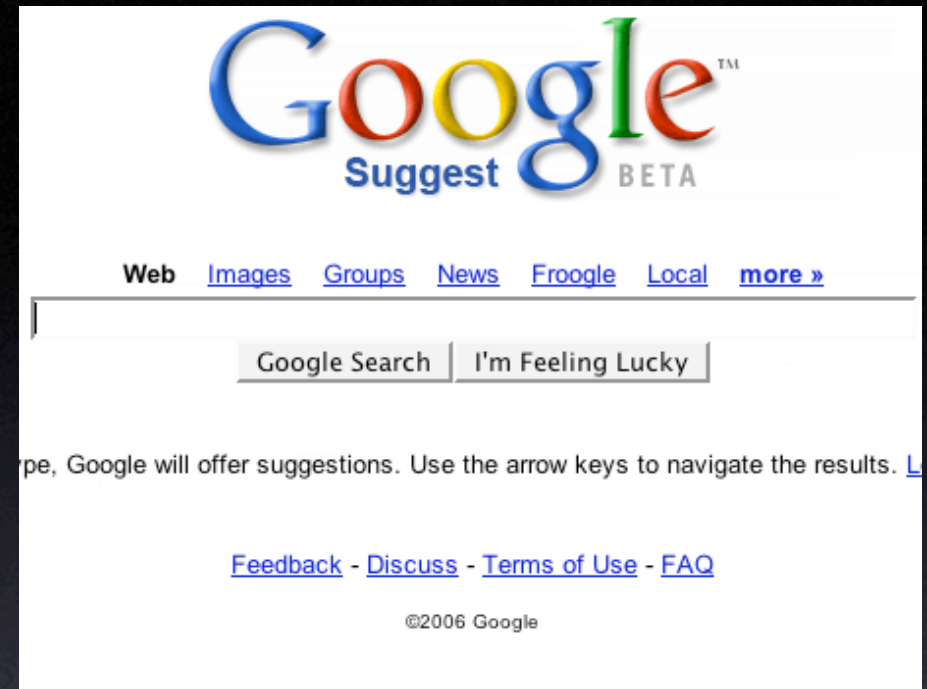 Google™
Suggest BETA
Web Images Groups News Froogle Local more »
Google Search I'm Feeling Lucky
pe, Google will offer suggestions. Use the arrow keys to navigate the results.
Feedback - Discuss - Terms of Use - FAQ
©2006 Google